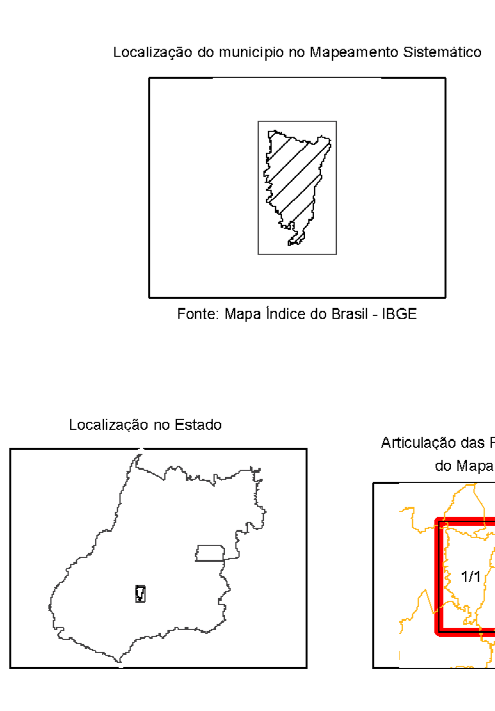 Localização do município no Mapeamento Sistemático
Fonte: Mapa Índice do Brasil - IBGE
Localização no Estado
Articulação das
do Mapa
1/1